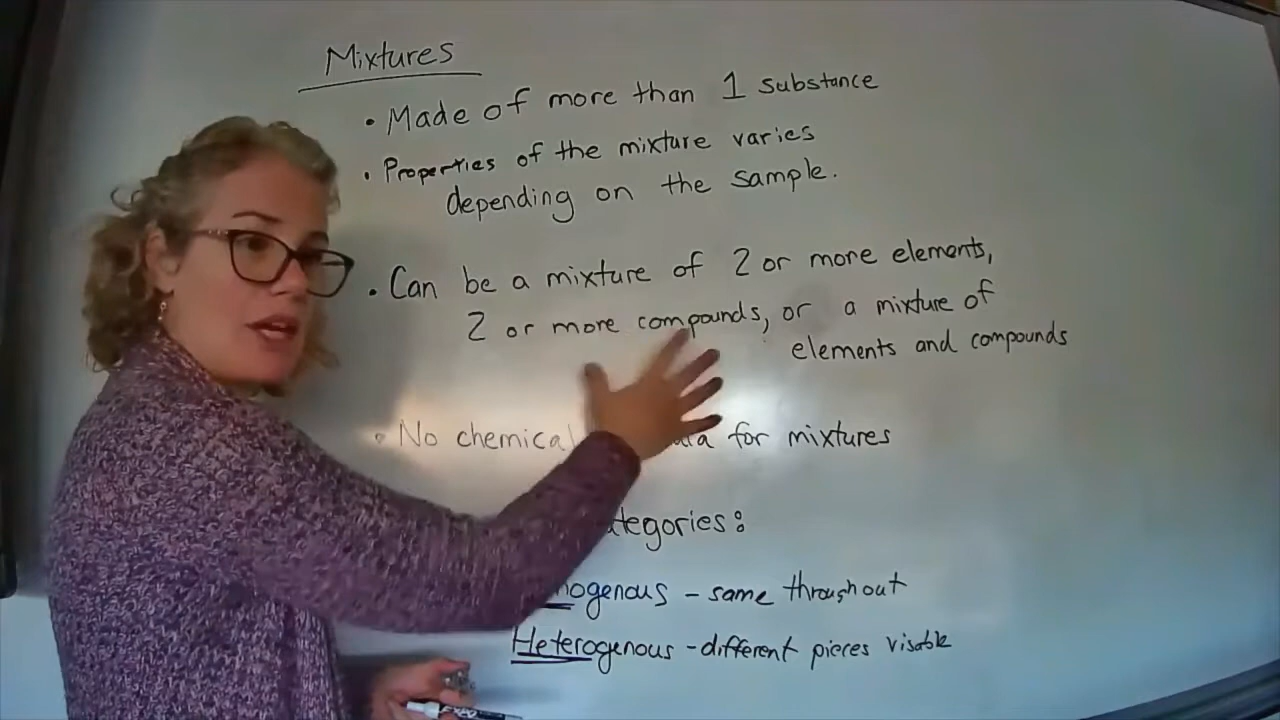 Mixtures
• Made of more than 1 substance
• Properties of the mixture varies
depending on the sample.
• Can be a mixture of 2 or more elements,
2 or more compounds, or a mixture of
elements and compounds
• No chemical for mixtures
tegories:
ogenous - same throughout
Heterogenous - different pieces visable
EXPO